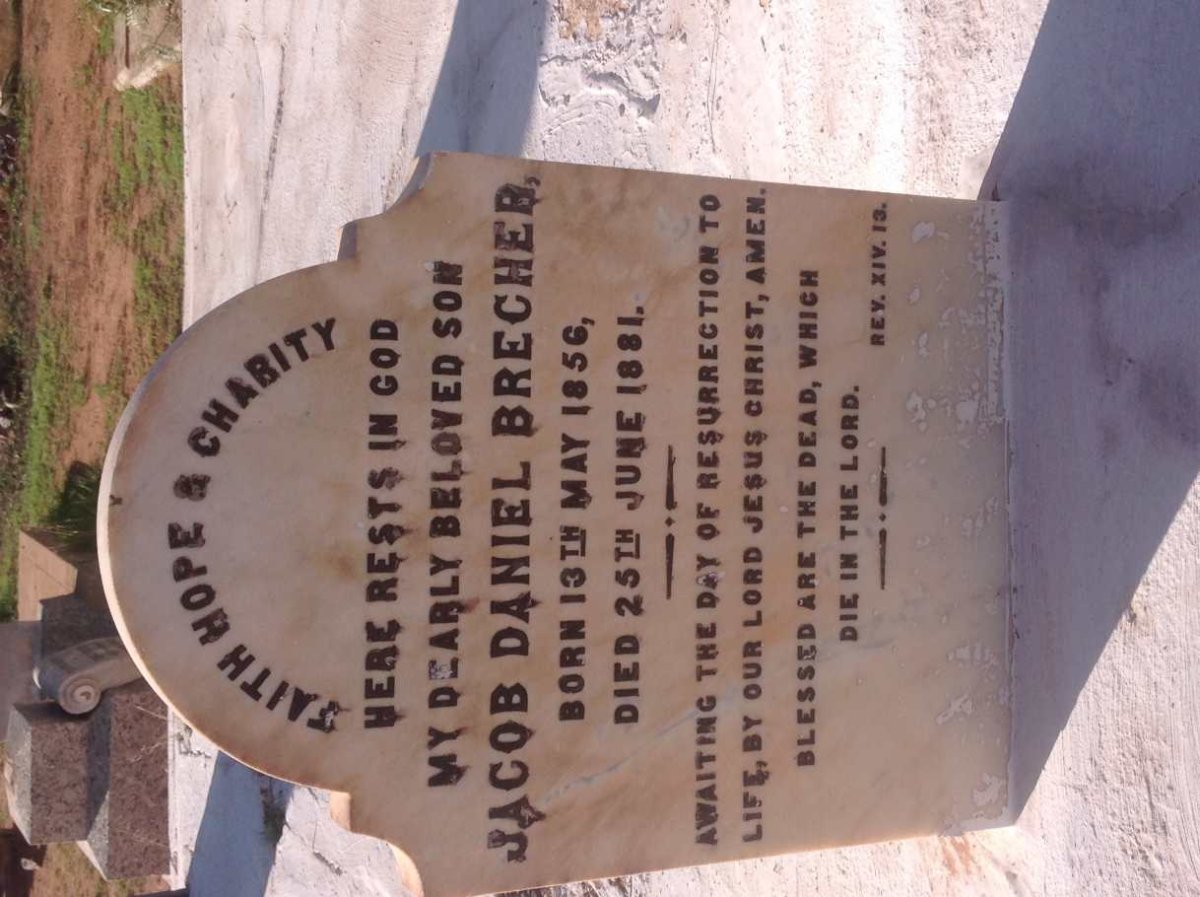 FAITH HOPE & CHARITY
HERE RESTS IN GOD
MY DEARLY BELOVED SON
JACOB DANIEL BRECHER,
BORN 13TH MAY 1856,
DIED 25TH JUNE 1881.
AWAITING THE DAY OF RESURRECTION TO
LIFE, BY OUR LORD JESUS CHRIST, AMEN.
BLESSED ARE THE DEAD, WHICH
DIE IN THE LORD.
REV. XIV. 13.